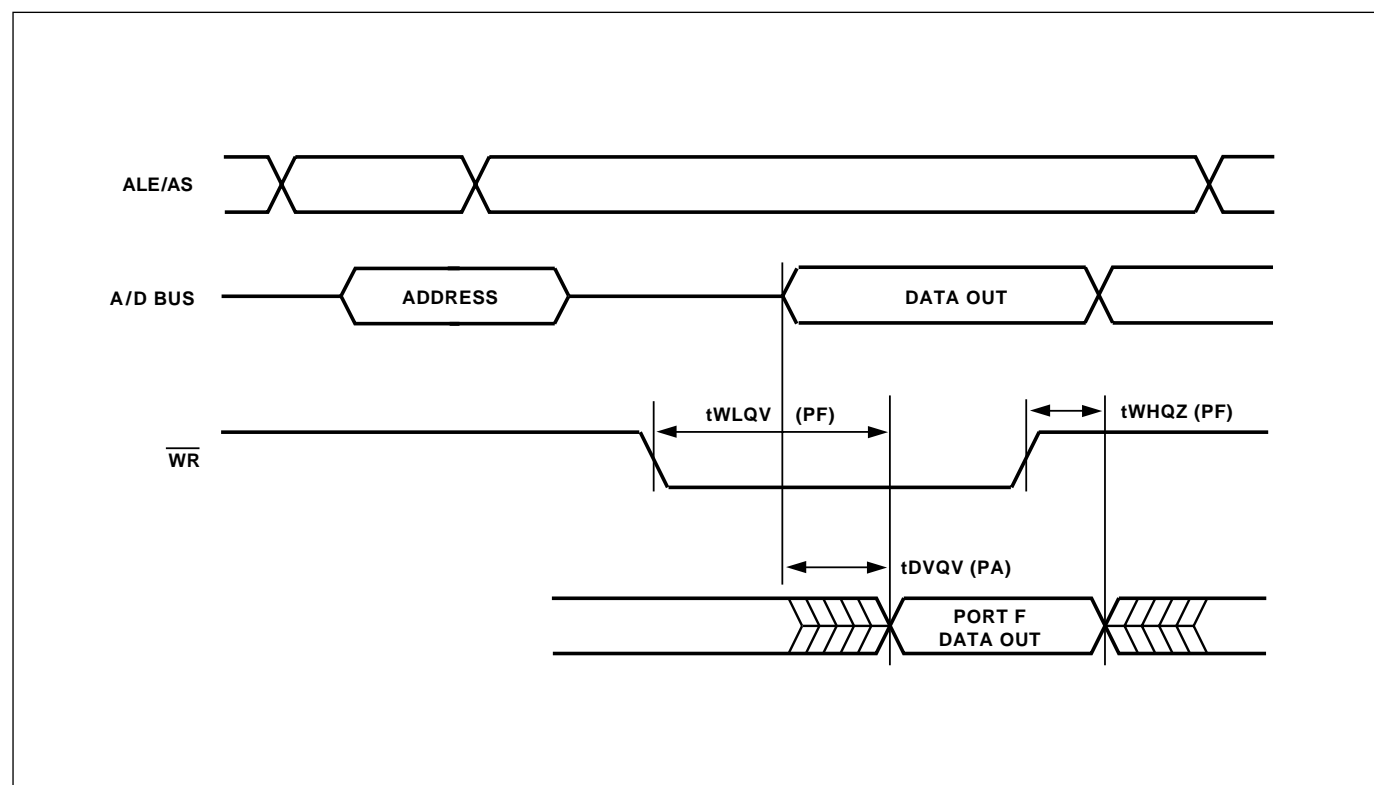 ALE/AS
A/D BUS
ADDRESS
DATA OUT
tWLQV (PF)
tWHQZ (PF)
WR
tDVQV (PA)
PORT F
DATA OUT